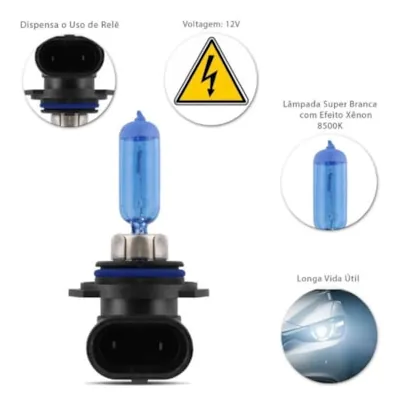 Dispensa o Uso de Relê
Voltagem: 12V
Lâmpada Super Branca
com Efeito Xênon
8500K
Longa Vida Útil